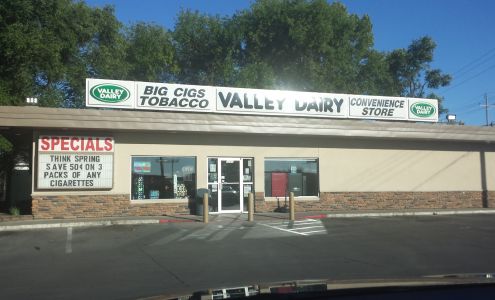 VALLEY
DAIRY
BIG CIGS
TOBACCO
VALLEY DAIRY
CONVENIENCE
STORE
VALLEY
DAIRY
SPECIALS
THINK SPRING
SAVE 50¢ ON 3
PACKS OF ANY
CIGARETTES